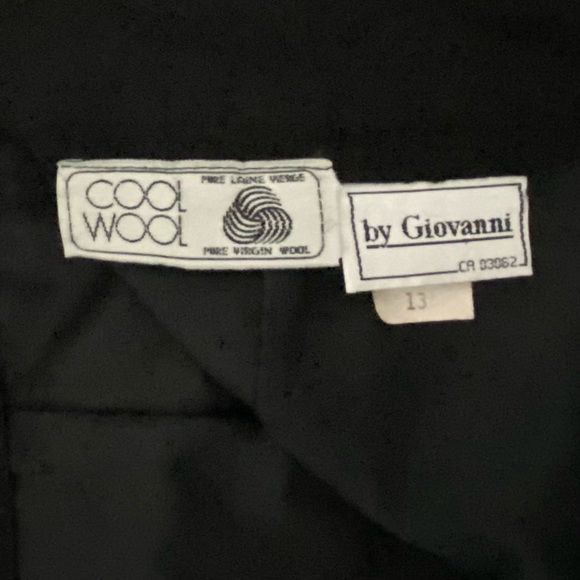 COOL
WOOL
PURE LAINE VIERGE
PURE VIRGIN WOOL
by Giovanni
CA 03062
13